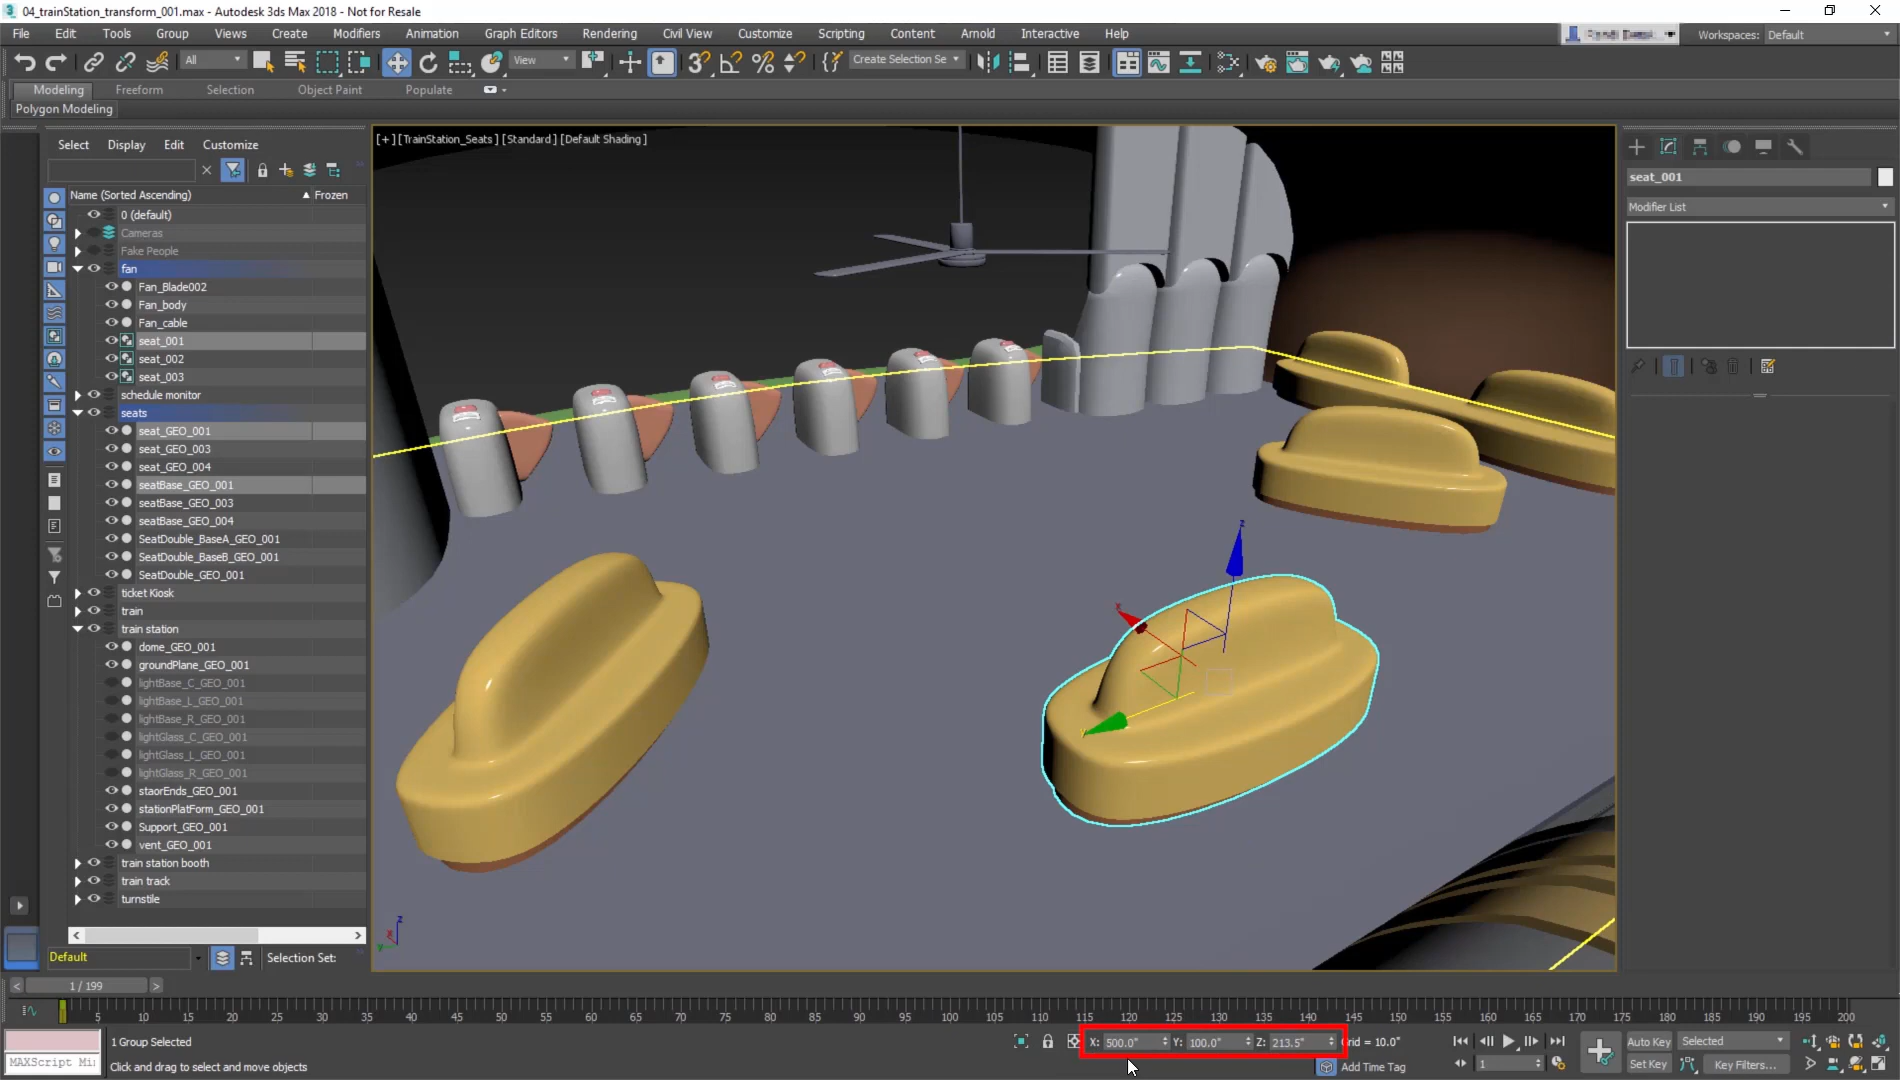 04_trainStation_transform_001.max - Autodesk 3ds Max 2018 - Not for Resale
File Edit Tools Group Views Create Modifiers Animation Graph Editors Rendering Civil View Customize Scripting Content Arnold Interactive Help
Workspaces: Default
All View Create Selection Se
Modeling Freeform Selection Object Paint Populate
Polygon Modeling
Select Display Edit Customize
Name (Sorted Ascending) Frozen
0 (default)
Cameras
Fake People
fan
Fan_Blade002
Fan_body
Fan_cable
seat_001
seat_002
seat_003
schedule monitor
seats
seat_GEO_001
seat_GEO_003
seat_GEO_004
seatBase_GEO_001
seatBase_GEO_003
seatBase_GEO_004
SeatDouble_BaseA_GEO_001
SeatDouble_BaseB_GEO_001
SeatDouble_GEO_001
ticket Kiosk
train
train station
dome_GEO_001
groundPlane_GEO_001
lightBase_C_GEO_001
lightBase_L_GEO_001
lightBase_R_GEO_001
lightGlass_C_GEO_001
lightGlass_L_GEO_001
lightGlass_R_GEO_001
staorEnds_GEO_001
stationPlatForm_GEO_001
Support_GEO_001
vent_GEO_001
train station booth
train track
turnstile
Default Selection Set:
[+] [TrainStation_Seats] [Standard] [Default Shading]
z
x
y
z
x
y
seat_001
Modifier List
< 1 / 199 >
5 10 15 20 25 30 35 40 45 50 55 60 65 70 75 80 85 90 95 100 105 110 115 120 125 130 135 140 145 150 155 160 165 170 175 180 185 190 195 200
1 Group Selected
X: 500.0" Y: 100.0" Z: 213.5" Grid = 10.0"
Auto Key Selected
MAXScript Mi
Click and drag to select and move objects
Add Time Tag
1
Set Key Key Filters...